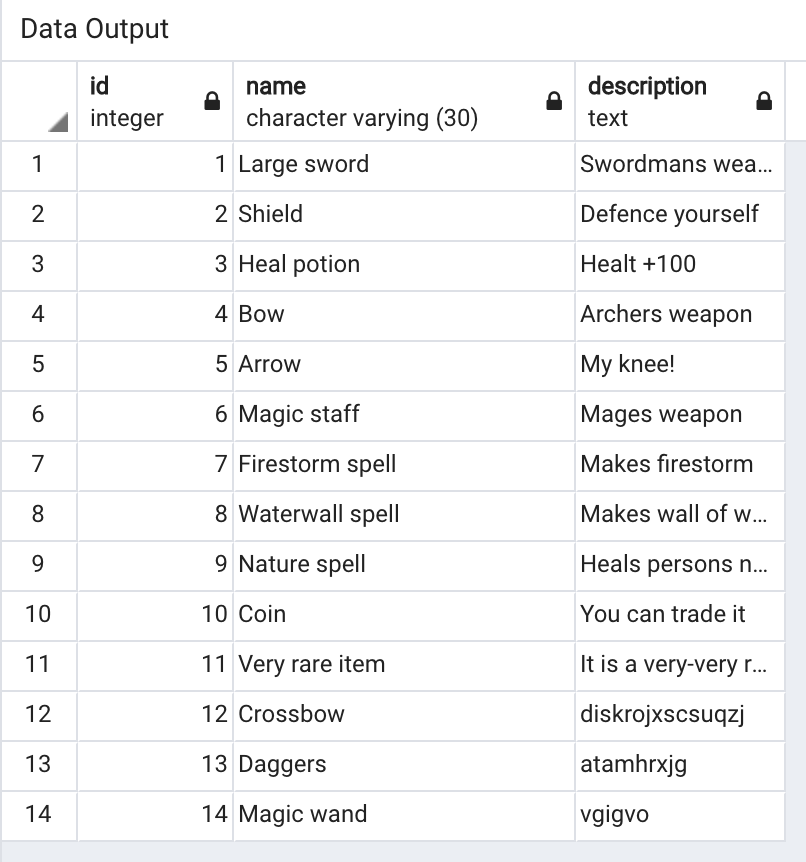 Data Output
id name description
integer character varying (30) text
1 1 Large sword Swordmans wea...
2 2 Shield Defence yourself
3 3 Heal potion Healt +100
4 4 Bow Archers weapon
5 5 Arrow My knee!
6 6 Magic staff Mages weapon
7 7 Firestorm spell Makes firestorm
8 8 Waterwall spell Makes wall of w...
9 9 Nature spell Heals persons n...
10 10 Coin You can trade it
11 11 Very rare item It is a very-very r...
12 12 Crossbow diskrojxscsuqzj
13 13 Daggers atamhrxjg
14 14 Magic wand vgigvo